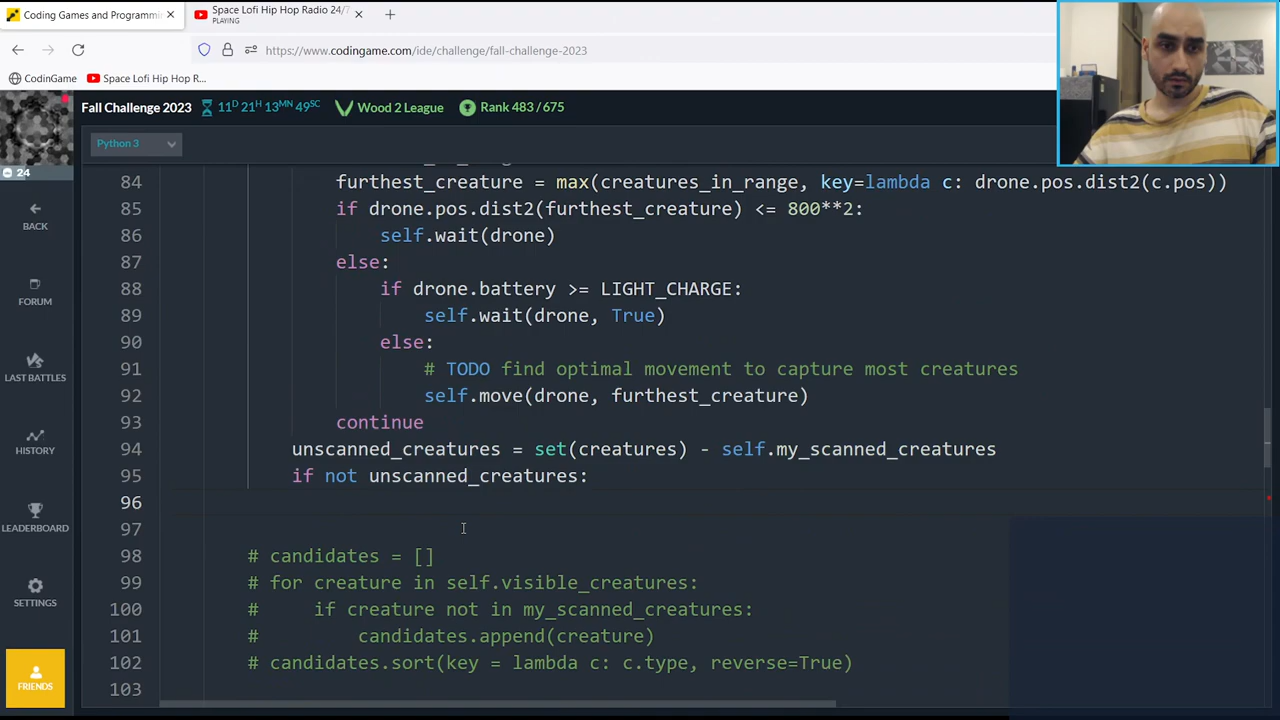 Coding Games and Programmi
Space Lofi Hip Hop Radio 24/7
PLAYING
https://www.codingame.com/ide/challenge/fall-challenge-2023
CodinGame
Space Lofi Hip Hop R...
Fall Challenge 2023
11D 21H 13MN 49SC
Wood 2 League
Rank 483 / 675
Python 3
24
BACK
FORUM
LAST BATTLES
HISTORY
LEADERBOARD
SETTINGS
FRIENDS
84 furthest_creature = max(creatures_in_range, key=lambda c: drone.pos.dist2(c.pos))
85 if drone.pos.dist2(furthest_creature) <= 800**2:
86 self.wait(drone)
87 else:
88 if drone.battery >= LIGHT_CHARGE:
89 self.wait(drone, True)
90 else:
91 # TODO find optimal movement to capture most creatures
92 self.move(drone, furthest_creature)
93 continue
94 unscanned_creatures = set(creatures) - self.my_scanned_creatures
95 if not unscanned_creatures:
96
97
98 # candidates = []
99 # for creature in self.visible_creatures:
100 # if creature not in my_scanned_creatures:
101 # candidates.append(creature)
102 # candidates.sort(key = lambda c: c.type, reverse=True)
103